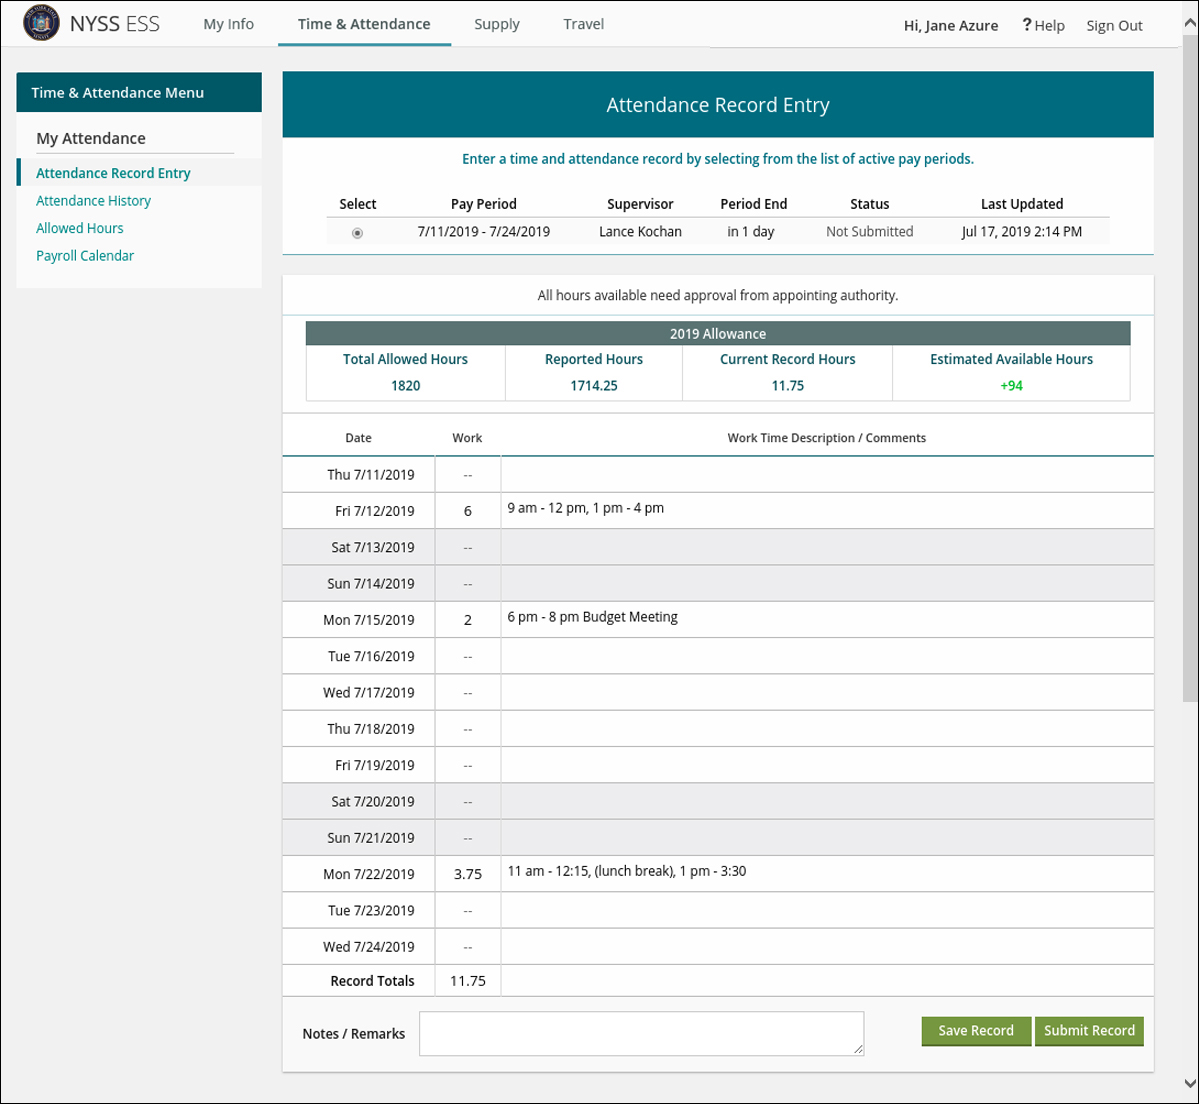 NYSS ESS My Info Time & Attendance Supply Travel Hi, Jane Azure ? Help Sign Out
Time & Attendance Menu
My Attendance
Attendance Record Entry
Attendance History
Allowed Hours
Payroll Calendar
Attendance Record Entry
Enter a time and attendance record by selecting from the list of active pay periods.
Select Pay Period Supervisor Period End Status Last Updated
7/11/2019 - 7/24/2019 Lance Kochan in 1 day Not Submitted Jul 17, 2019 2:14 PM
All hours available need approval from appointing authority.
2019 Allowance
Total Allowed Hours Reported Hours Current Record Hours Estimated Available Hours
1820 1714.25 11.75 +94
Date Work Work Time Description / Comments
Thu 7/11/2019 --
Fri 7/12/2019 6 9 am - 12 pm, 1 pm - 4 pm
Sat 7/13/2019 --
Sun 7/14/2019 --
Mon 7/15/2019 2 6 pm - 8 pm Budget Meeting
Tue 7/16/2019 --
Wed 7/17/2019 --
Thu 7/18/2019 --
Fri 7/19/2019 --
Sat 7/20/2019 --
Sun 7/21/2019 --
Mon 7/22/2019 3.75 11 am - 12:15, (lunch break), 1 pm - 3:30
Tue 7/23/2019 --
Wed 7/24/2019 --
Record Totals 11.75
Notes / Remarks Save Record Submit Record